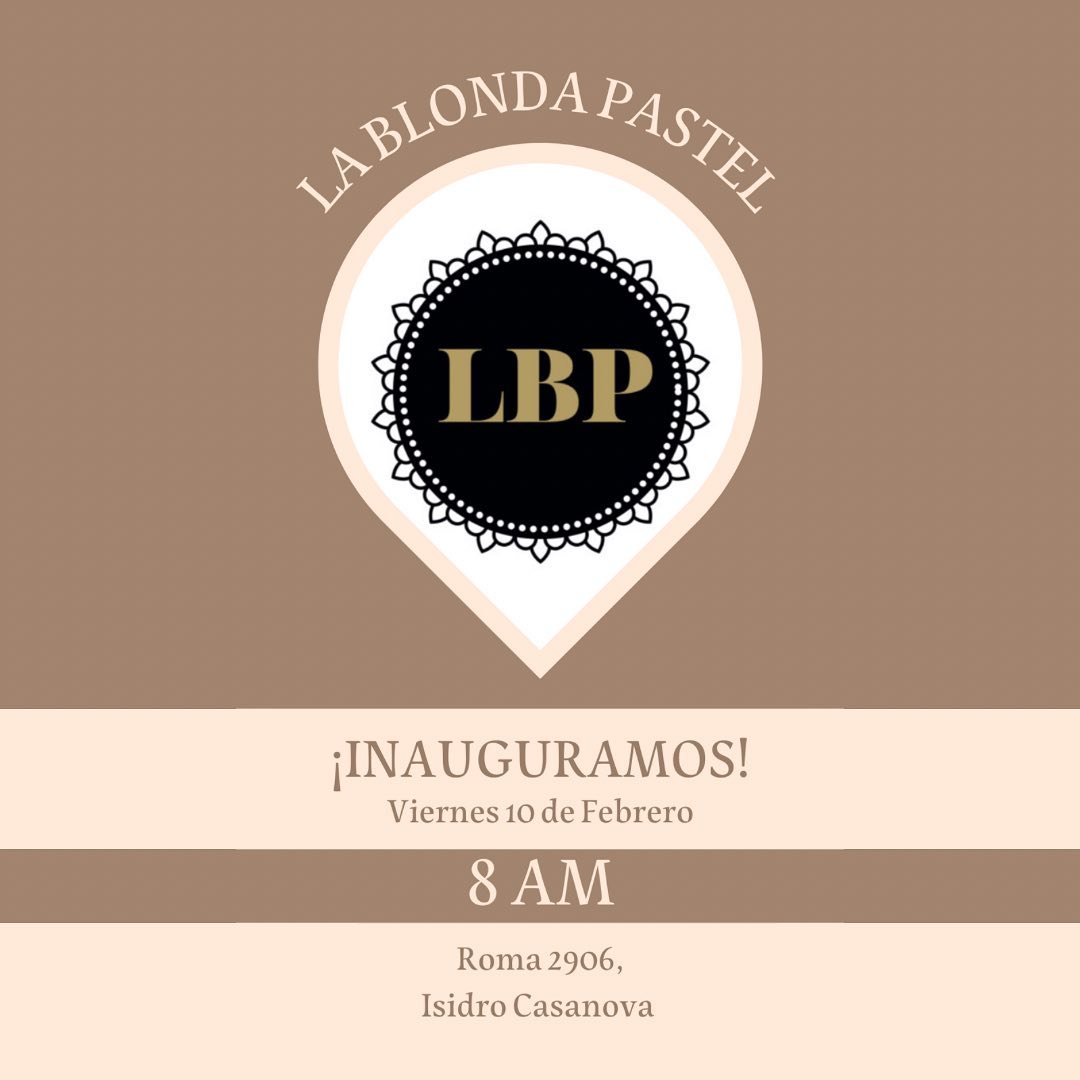 LA BLONDA PASTEL
LBP
¡INAUGURAMOS!
Viernes 10 de Febrero
8 AM
Roma 2906,
Isidro Casanova